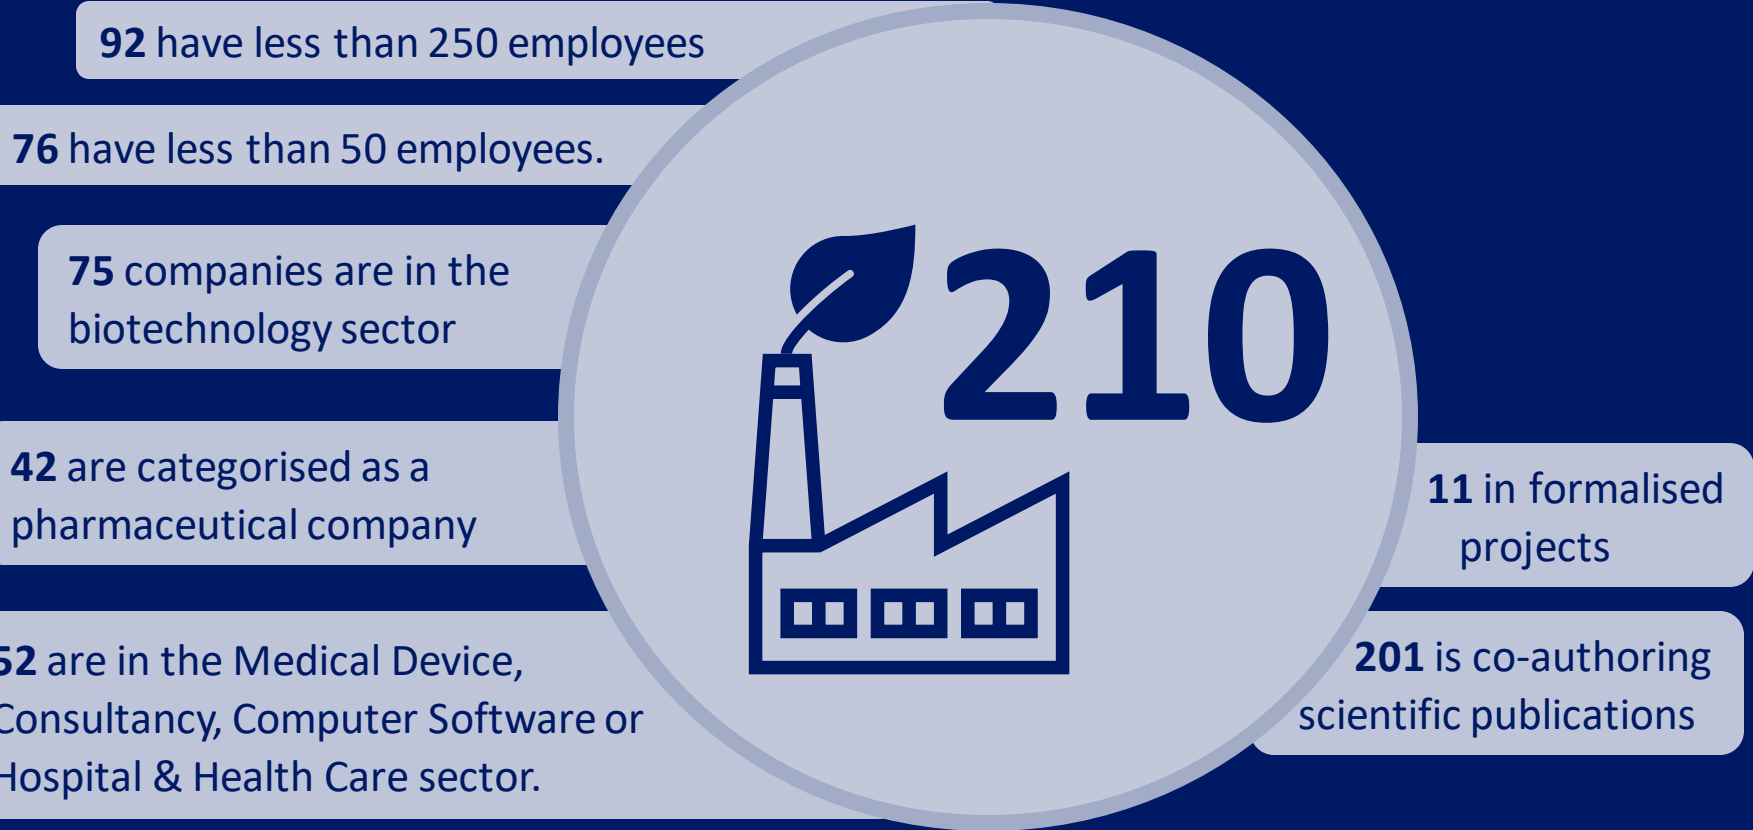 92 have less than 250 employees
76 have less than 50 employees.
75 companies are in the
biotechnology sector
42 are categorised as a
pharmaceutical company
52 are in the Medical Device,
Consultancy, Computer Software or
Hospital & Health Care sector.
210
11 in formalised
projects
201 is co-authoring
scientific publications